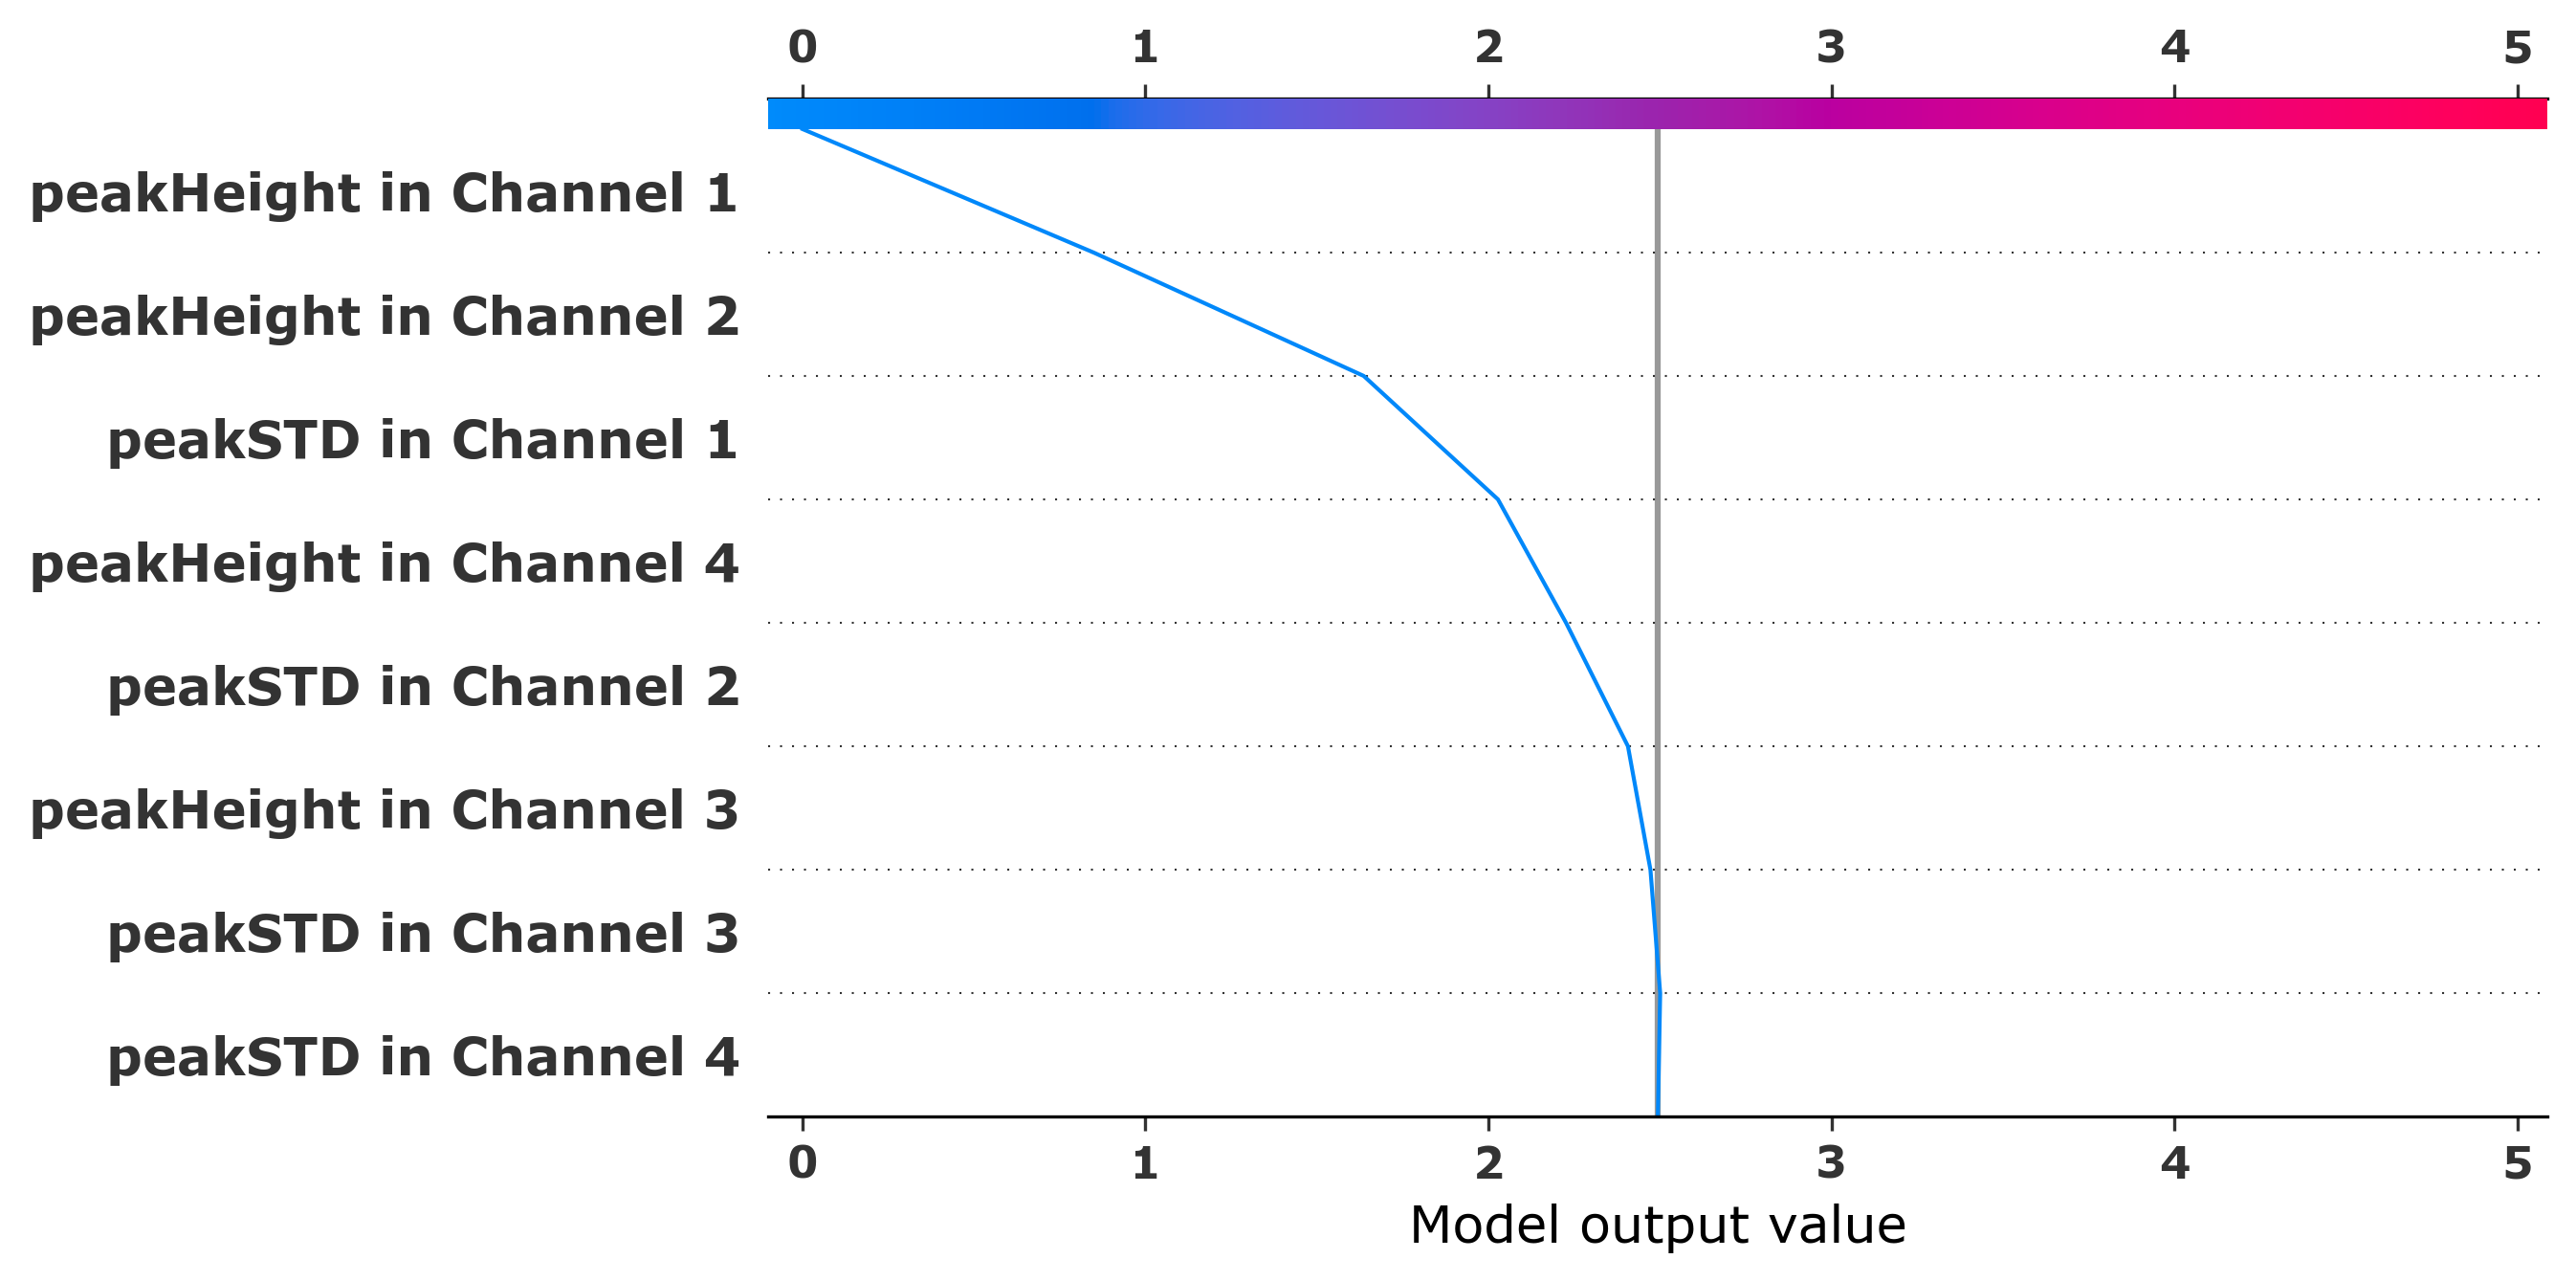 0 1 2 3 4 5
peakHeight in Channel 1
peakHeight in Channel 2
peakSTD in Channel 1
peakHeight in Channel 4
peakSTD in Channel 2
peakHeight in Channel 3
peakSTD in Channel 3
peakSTD in Channel 4
0 1 2 3 4 5
Model output value